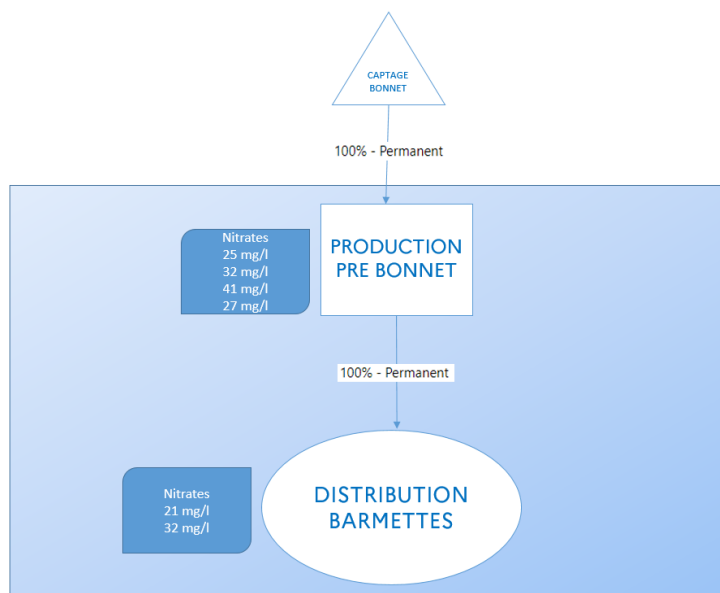 CAPTAGE
BONNET
100% - Permanent
Nitrates
25 mg/l
32 mg/l
41 mg/l
27 mg/l
PRODUCTION
PRE BONNET
100% - Permanent
Nitrates
21 mg/l
32 mg/l
DISTRIBUTION
BARMETTES